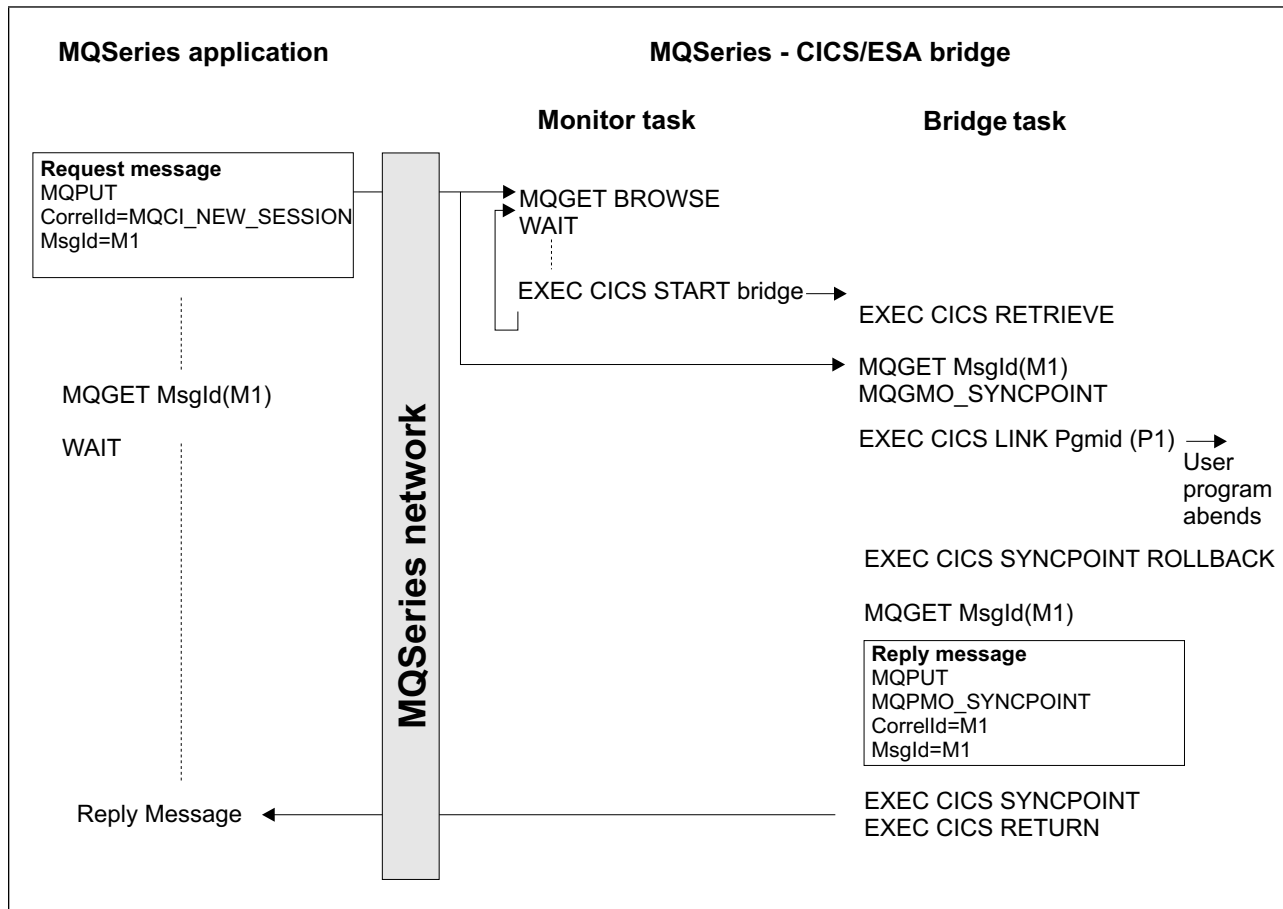 MQSeries application
MQSeries - CICS/ESA bridge
Monitor task
Bridge task
Request message
MQPUT
CorrelId=MQCI_NEW_SESSION
MsgId=M1
MQGET BROWSE
WAIT
EXEC CICS START bridge
EXEC CICS RETRIEVE
MQGET MsgId(M1)
MQGMO_SYNCPOINT
MQGET MsgId(M1)
WAIT
EXEC CICS LINK Pgmid (P1)
User
program
abends
MQSeries network
EXEC CICS SYNCPOINT ROLLBACK
MQGET MsgId(M1)
Reply message
MQPUT
MQPMO_SYNCPOINT
CorrelId=M1
MsgId=M1
Reply Message
EXEC CICS SYNCPOINT
EXEC CICS RETURN